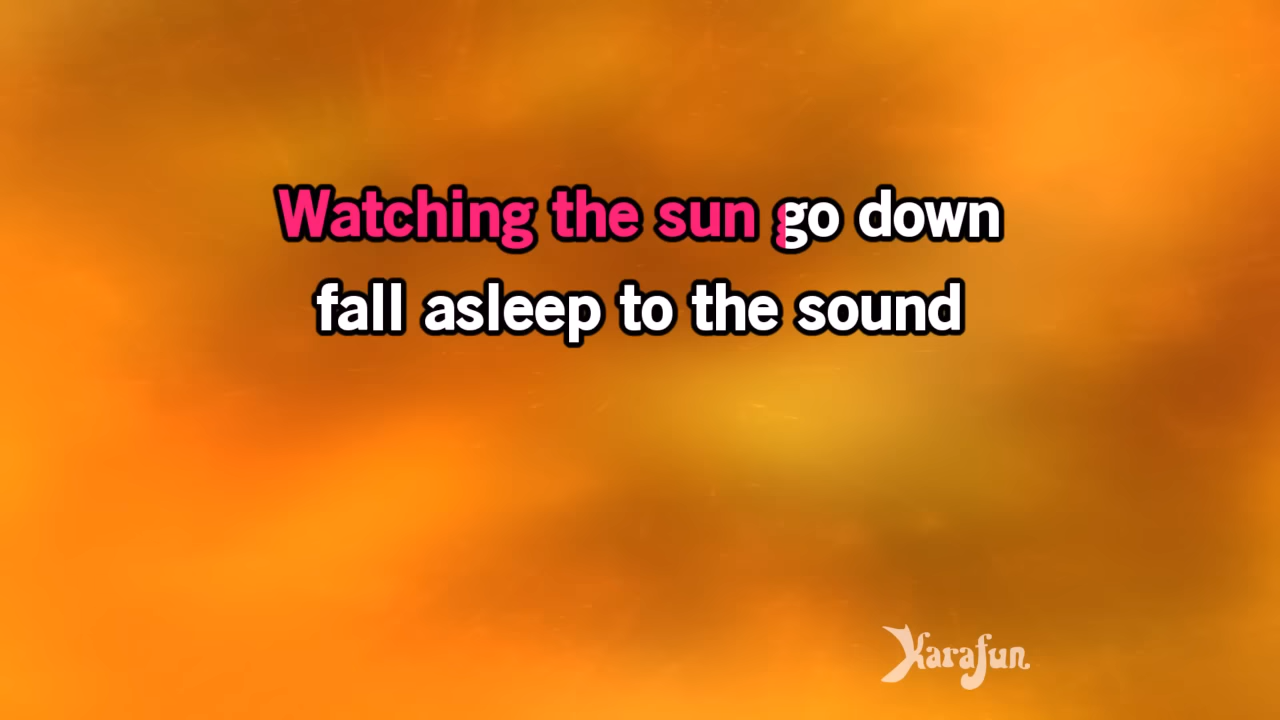 Watching the sun go down
fall asleep to the sound
Karafun